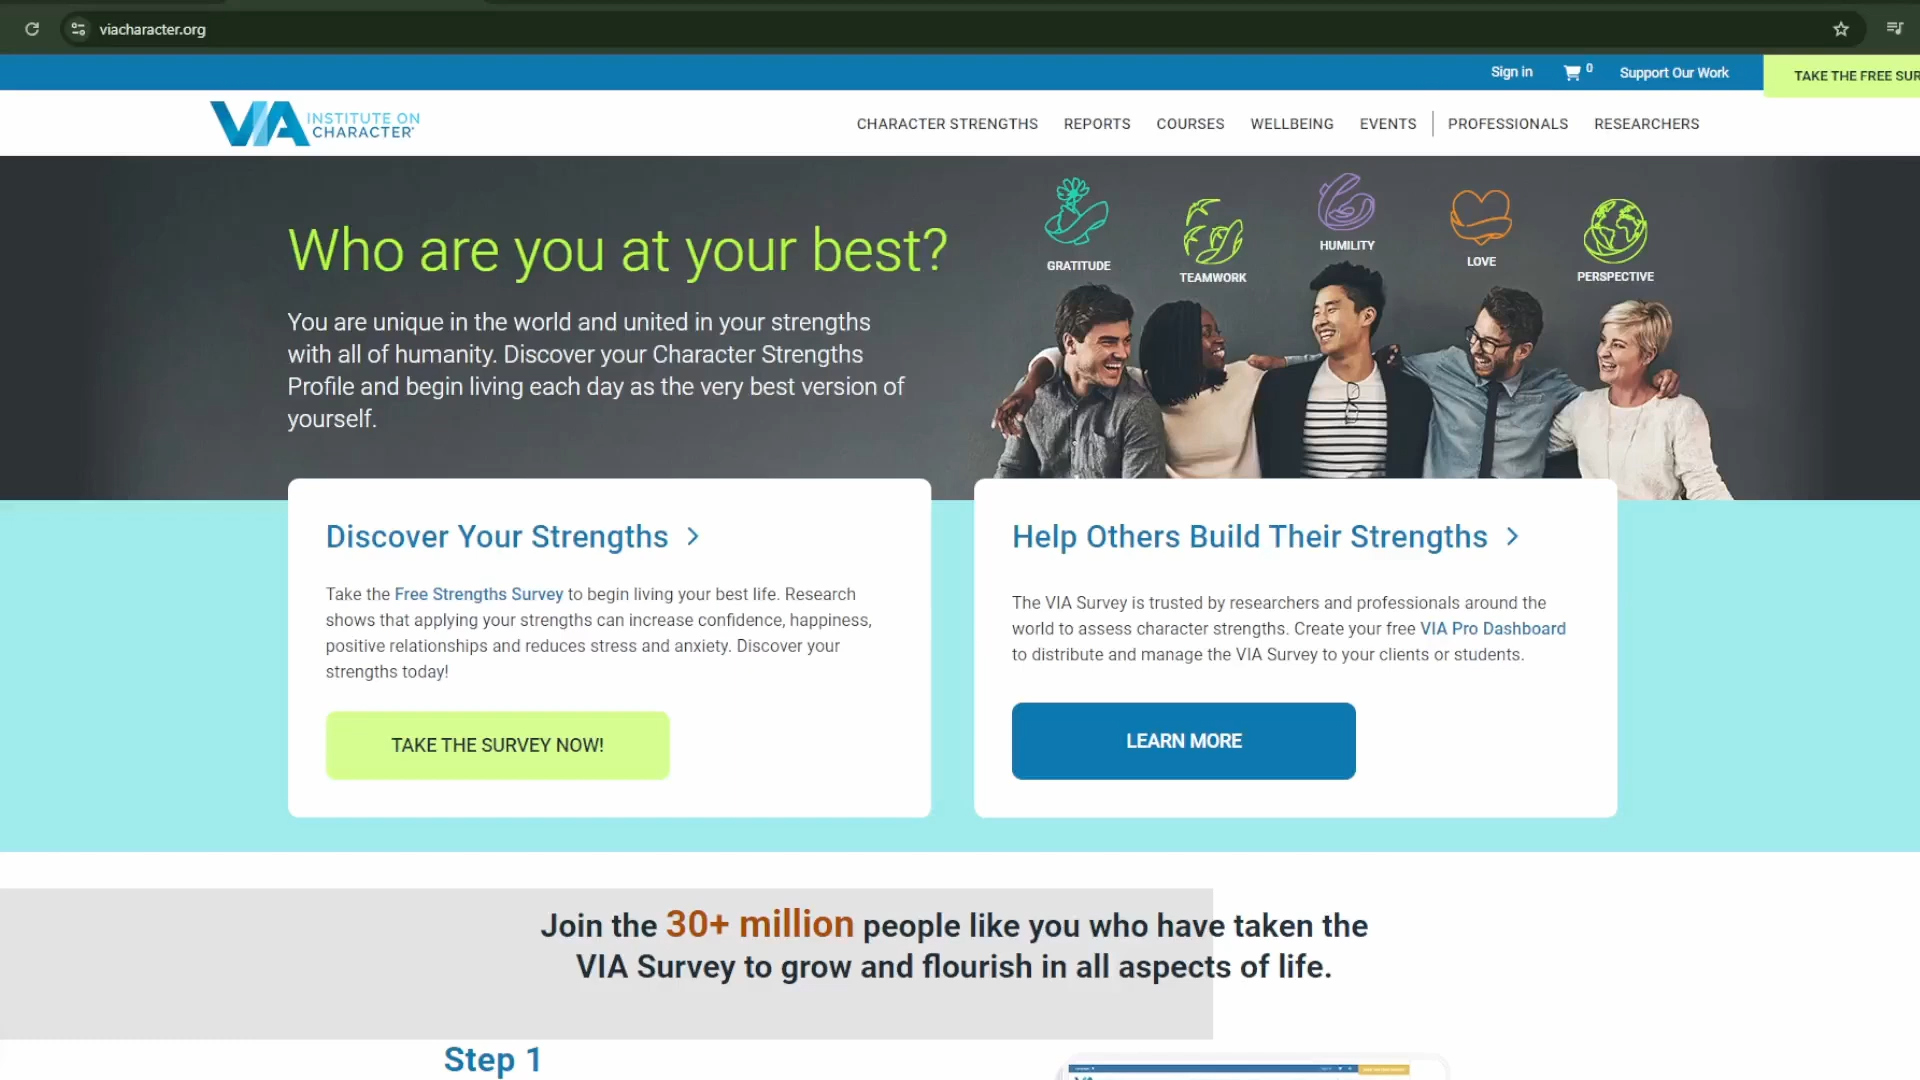 viacharacter.org
Sign in
0
Support Our Work
TAKE THE FREE SUR
VIA INSTITUTE ON
CHARACTER
CHARACTER STRENGTHS
REPORTS
COURSES
WELLBEING
EVENTS
PROFESSIONALS
RESEARCHERS
Who are you at your best?
You are unique in the world and united in your strengths
with all of humanity. Discover your Character Strengths
Profile and begin living each day as the very best version of
yourself.
GRATITUDE
TEAMWORK
HUMILITY
LOVE
PERSPECTIVE
Discover Your Strengths
Take the Free Strengths Survey to begin living your best life. Research
shows that applying your strengths can increase confidence, happiness,
positive relationships and reduces stress and anxiety. Discover your
strengths today!
TAKE THE SURVEY NOW!
Help Others Build Their Strengths
The VIA Survey is trusted by researchers and professionals around the
world to assess character strengths. Create your free VIA Pro Dashboard
to distribute and manage the VIA Survey to your clients or students.
LEARN MORE
Join the 30+ million people like you who have taken the
VIA Survey to grow and flourish in all aspects of life.
Step 1